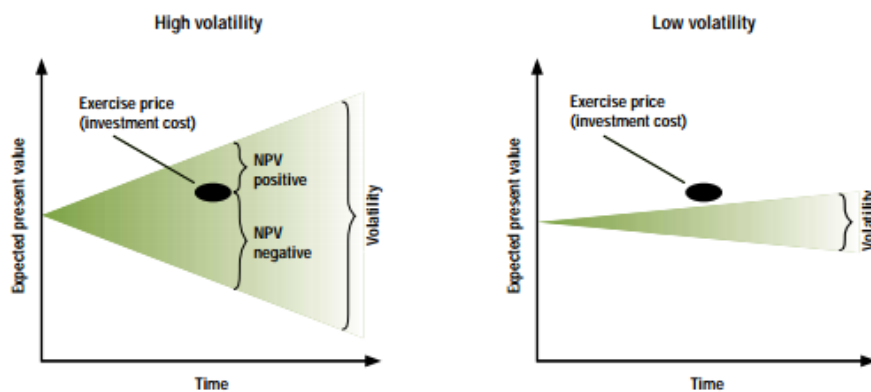 High volatility
Exercise price
(investment cost)
NPV
positive
NPV
negative
Volatility
Expected present value
Time
Low volatility
Exercise price
(investment cost)
Volatility
Expected present value
Time